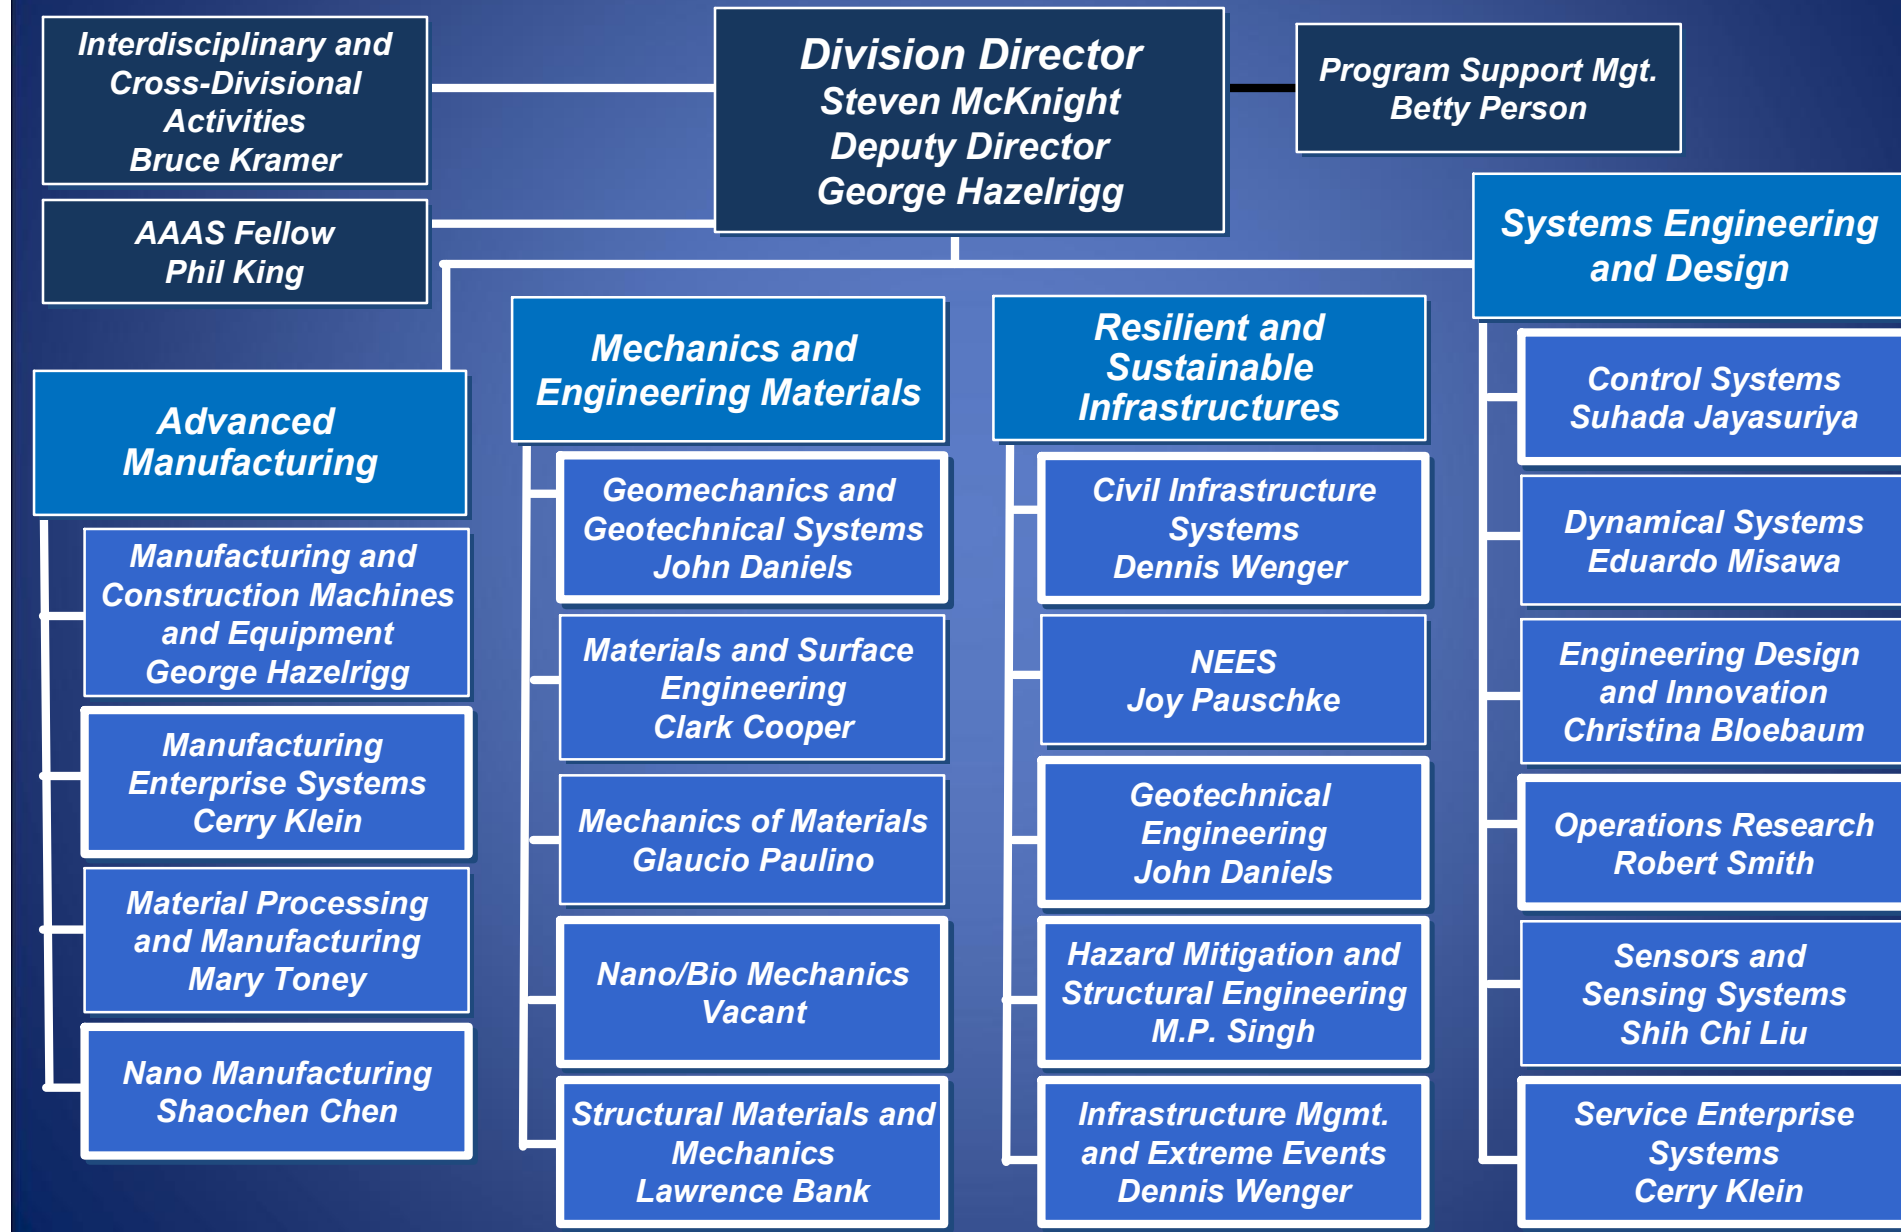 Interdisciplinary and
Cross-Divisional
Activities
Bruce Kramer
Division Director
Steven McKnight
Deputy Director
George Hazelrigg
Program Support Mgt.
Betty Person
AAAS Fellow
Phil King
Advanced
Manufacturing
Manufacturing and
Construction Machines
and Equipment
George Hazelrigg
Manufacturing
Enterprise Systems
Cerry Klein
Material Processing
and Manufacturing
Mary Toney
Nano Manufacturing
Shaochen Chen
Mechanics and
Engineering Materials
Geomechanics and
Geotechnical Systems
John Daniels
Materials and Surface
Engineering
Clark Cooper
Mechanics of Materials
Glaucio Paulino
Nano/Bio Mechanics
Vacant
Structural Materials and
Mechanics
Lawrence Bank
Resilient and
Sustainable
Infrastructures
Civil Infrastructure
Systems
Dennis Wenger
NEES
Joy Pauschke
Geotechnical
Engineering
John Daniels
Hazard Mitigation and
Structural Engineering
M.P. Singh
Infrastructure Mgmt.
and Extreme Events
Dennis Wenger
Systems Engineering
and Design
Control Systems
Suhada Jayasuriya
Dynamical Systems
Eduardo Misawa
Engineering Design
and Innovation
Christina Bloebaum
Operations Research
Robert Smith
Sensors and
Sensing Systems
Shih Chi Liu
Service Enterprise
Systems
Cerry Klein